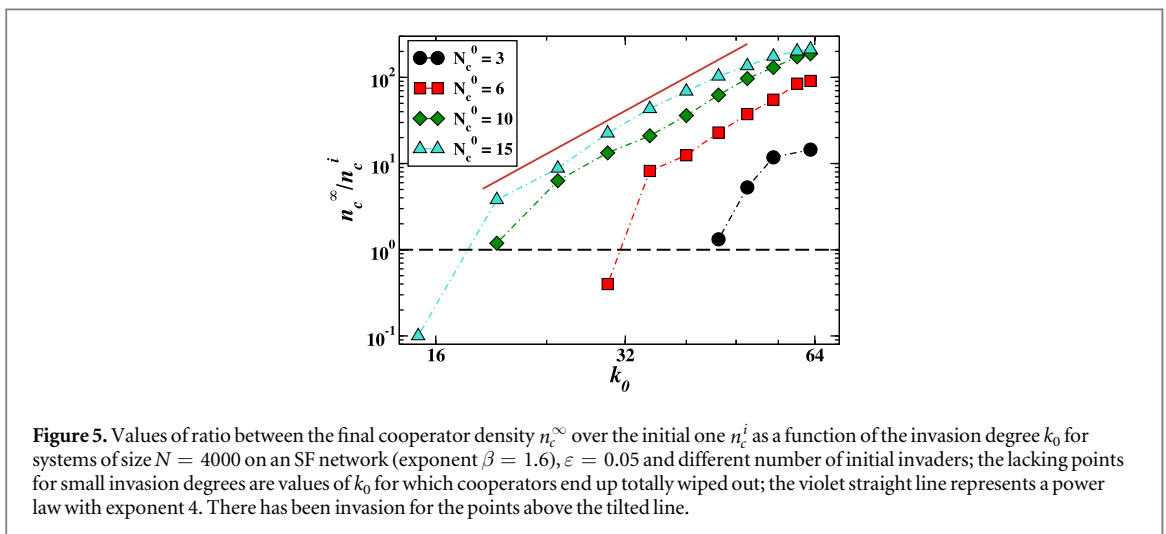 N_c^0 = 3
N_c^0 = 6
N_c^0 = 10
N_c^0 = 15
10^2
10^1
10^0
10^-1
n_c^∞/n_c^i
16 32 64
k_0
Figure 5. Values of ratio between the final cooperator density n_c^∞ over the initial one n_c^i as a function of the invasion degree k_0 for
systems of size N = 4000 on an SF network (exponent β = 1.6), ε = 0.05 and different number of initial invaders; the lacking points
for small invasion degrees are values of k_0 for which cooperators end up totally wiped out; the violet straight line represents a power
law with exponent 4. There has been invasion for the points above the tilted line.